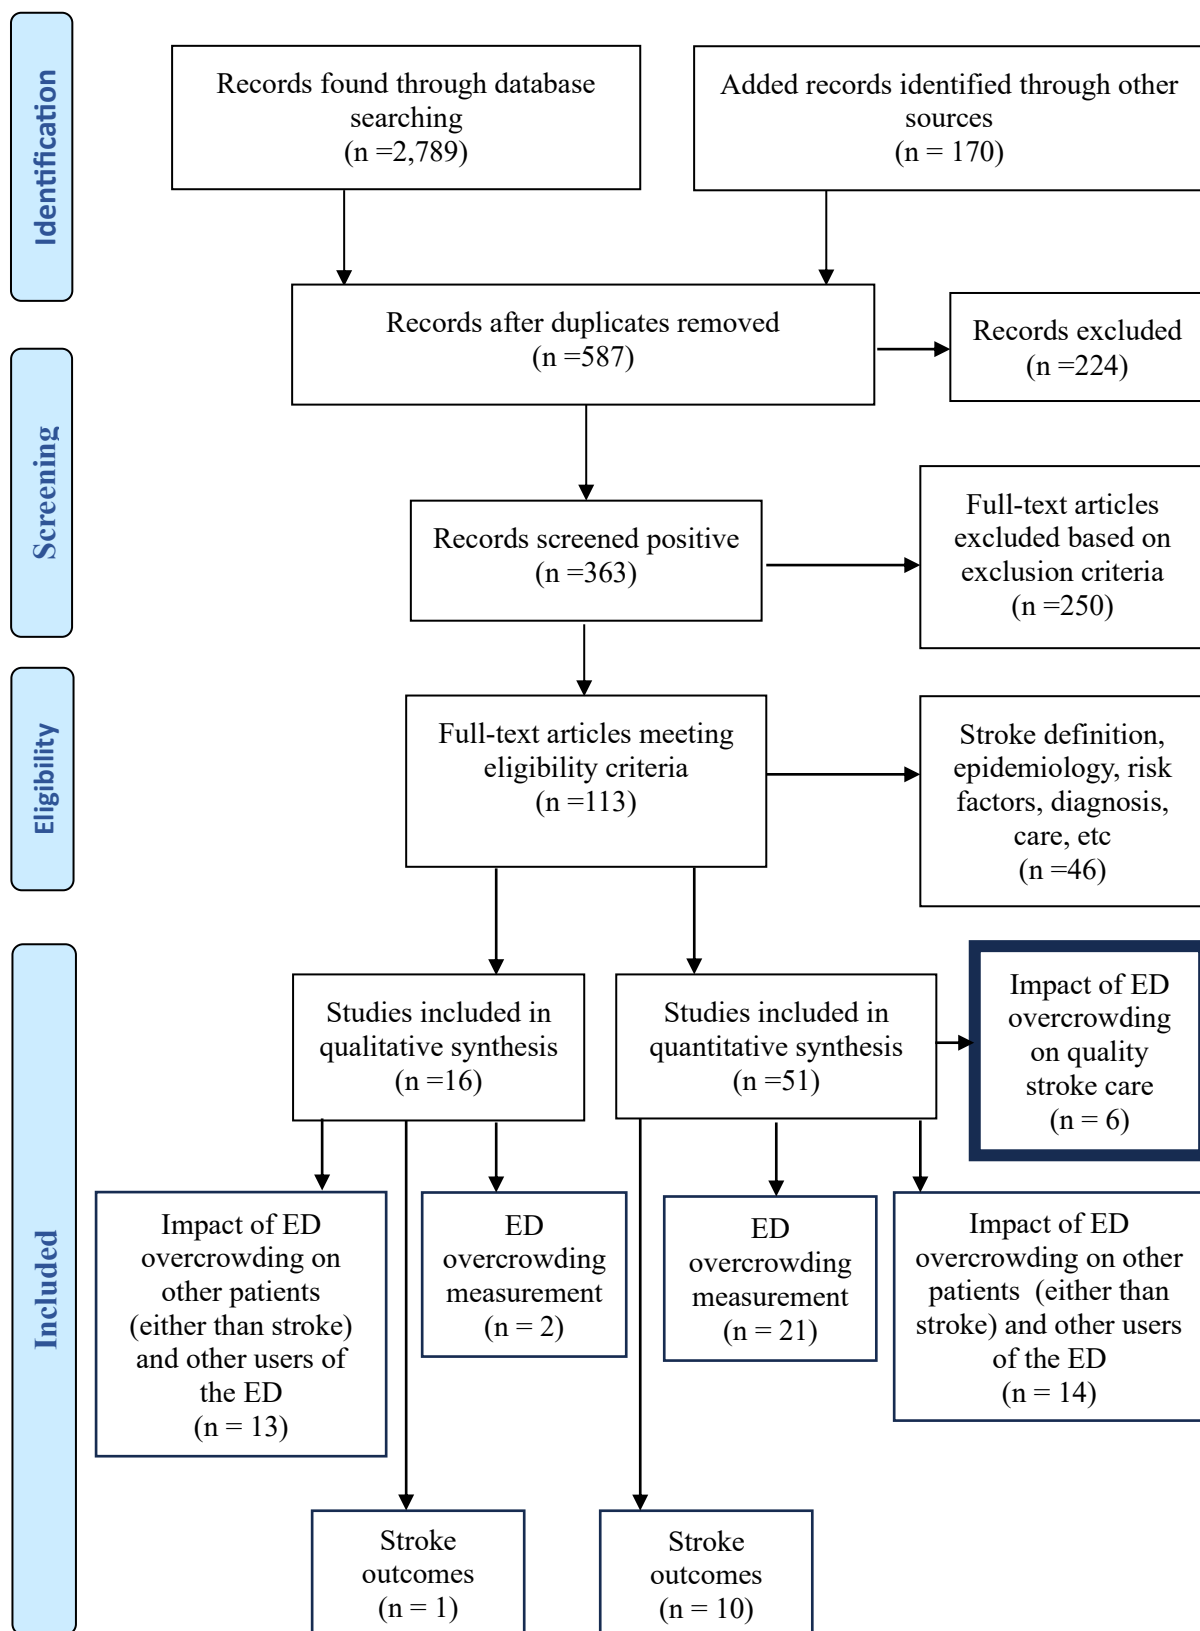 Identification
Records found through database
searching
(n =2,789)
Added records identified through other
sources
(n = 170)
Records after duplicates removed
(n =587)
Records excluded
(n =224)
Screening
Records screened positive
(n =363)
Full-text articles
excluded based on
exclusion criteria
(n =250)
Eligibility
Full-text articles meeting
eligibility criteria
(n =113)
Stroke definition,
epidemiology, risk
factors, diagnosis,
care, etc
(n =46)
Included
Studies included in
qualitative synthesis
(n =16)
Studies included in
quantitative synthesis
(n =51)
Impact of ED
overcrowding
on quality
stroke care
(n = 6)
Impact of ED
overcrowding on
other patients
(either than stroke)
and other users of
the ED
(n = 13)
ED
overcrowding
measurement
(n = 2)
ED
overcrowding
measurement
(n = 21)
Impact of ED
overcrowding on other
patients  (either than
stroke) and other users
of the ED
(n = 14)
Stroke
outcomes
(n = 1)
Stroke
outcomes
(n = 10)